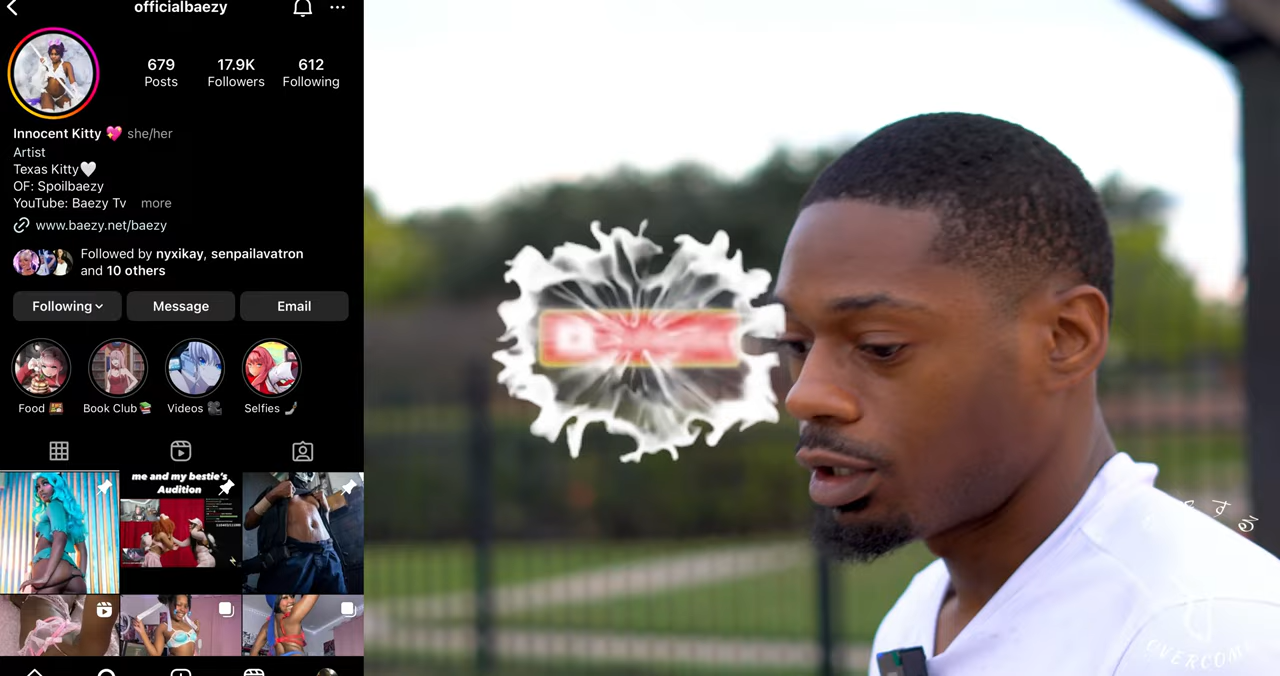 officialbaezy
679
Posts
17.9K
Followers
612
Following
Innocent Kitty 💖 she/her
Artist
Texas Kitty🤍
OF: Spoilbaezy
YouTube: Baezy Tv more
www.baezy.net/baezy
Followed by nyxikay, senpailavatron
and 10 others
Following
Message
Email
Food 🍱
Book Club📚
Videos 📹
Selfies 🤳
me and my bestie's
Audition
OVERCOM